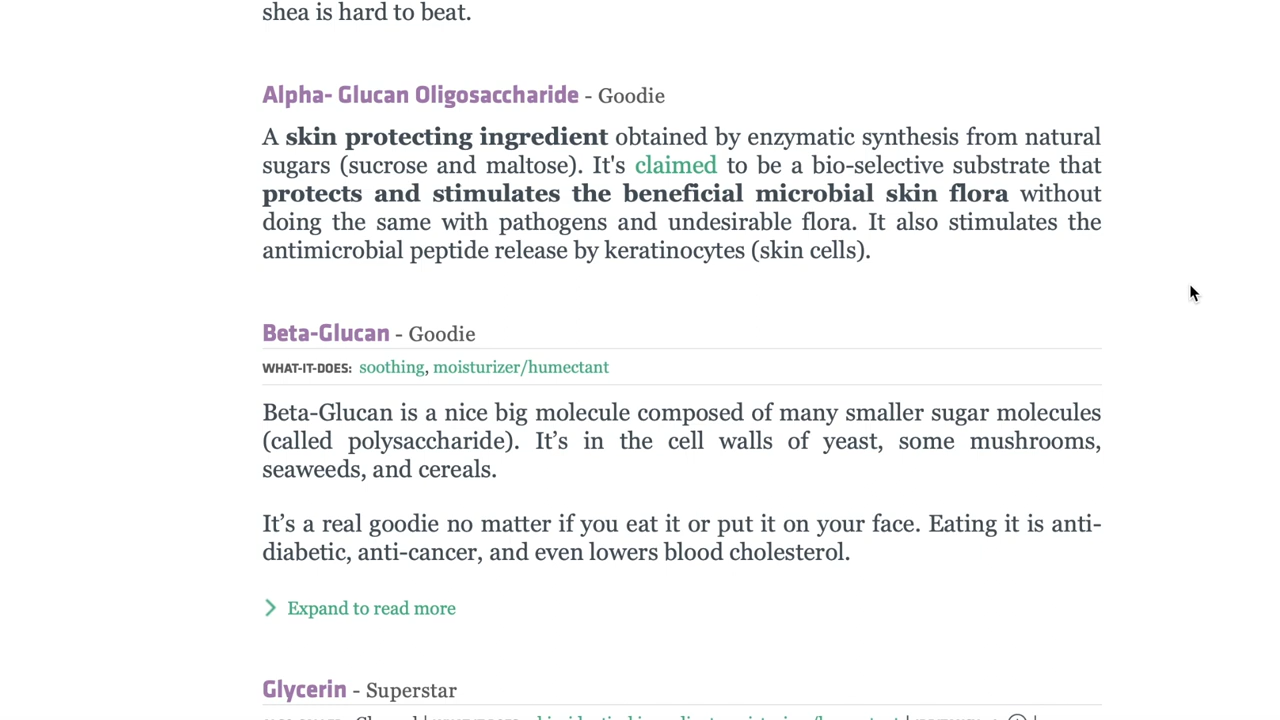 shea is hard to beat.
Alpha- Glucan Oligosaccharide - Goodie
A skin protecting ingredient obtained by enzymatic synthesis from natural
sugars (sucrose and maltose). It's claimed to be a bio-selective substrate that
protects and stimulates the beneficial microbial skin flora without
doing the same with pathogens and undesirable flora. It also stimulates the
antimicrobial peptide release by keratinocytes (skin cells).
Beta-Glucan - Goodie
WHAT-IT-DOES: soothing, moisturizer/humectant
Beta-Glucan is a nice big molecule composed of many smaller sugar molecules
(called polysaccharide). It’s in the cell walls of yeast, some mushrooms,
seaweeds, and cereals.
It’s a real goodie no matter if you eat it or put it on your face. Eating it is anti-
diabetic, anti-cancer, and even lowers blood cholesterol.
Expand to read more
Glycerin - Superstar